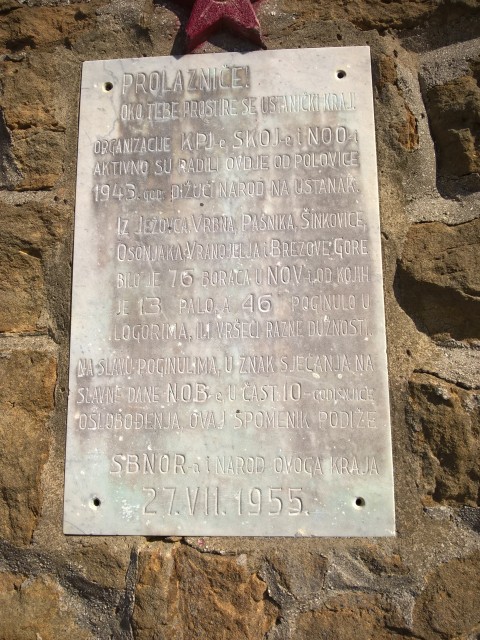 PROLAZNIČE!
OKO TEBE PROSTIRE SE USTANIČKI KRAJ.
ORGANIZACIJE KPJ-e, SKOJ-e i NOO-i
AKTIVNO SU RADILI OVDJE OD POLOVICE
1943. god. DIŽUĆI NAROD NA USTANAK.
IZ JEŽOVCA, VRBNA, PAŠNIKA, ŠINKOVICE,
OSONJAKA, VRANOJELJA I BREZOVE GORE
BILO JE 76 BORACA U NOV-i, OD KOJIH
JE 13 PALO, A 46 POGINULO U
LOGORIMA, ILI VRŠEĆI RAZNE DUŽNOSTI.
NA SLAVU POGINULIMA, U ZNAK SJEĆANJA NA
SLAVNE DANE NOB-e U ČAST 10-godišnjice
OSLOBOĐENJA, OVAJ SPOMENIK PODIŽE
SBNOR-a i NAROD OVOGA KRAJA
27. VII. 1955.